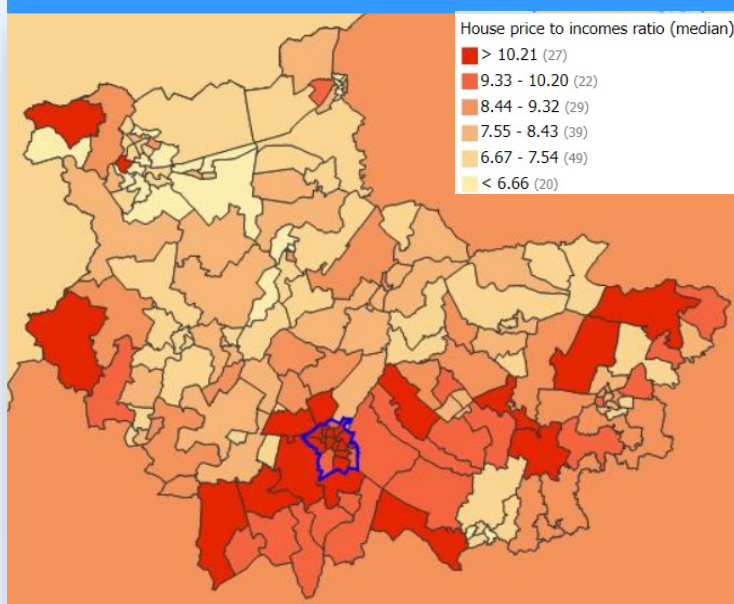 House price to incomes ratio (median)
> 10.21 (27)
9.33 - 10.20 (22)
8.44 - 9.32 (29)
7.55 - 8.43 (39)
6.67 - 7.54 (49)
< 6.66 (20)